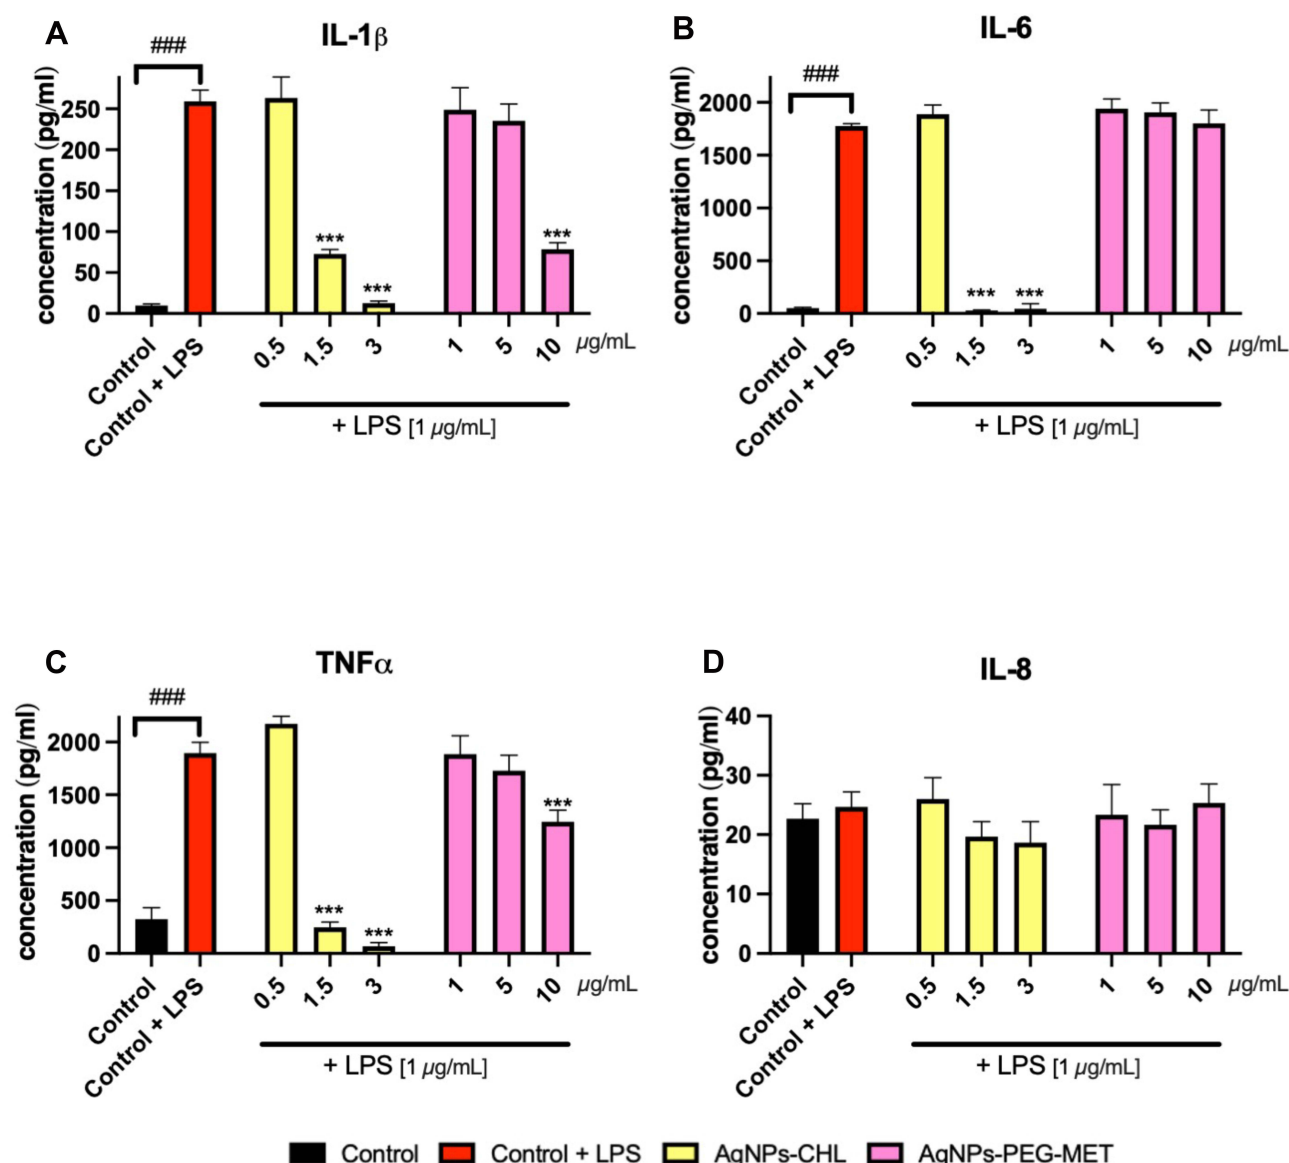 A
IL-1β
###
concentration (pg/ml)
250
200
150
100
50
0
***
***
***
Control
Control + LPS
0.5
1.5
3
1
5
10
µg/mL
+ LPS [1 µg/mL]
B
IL-6
###
concentration (pg/ml)
2000
1500
1000
500
0
***
***
Control
Control + LPS
0.5
1.5
3
1
5
10
µg/mL
+ LPS [1 µg/mL]
C
TNFα
###
concentration (pg/ml)
2000
1500
1000
500
0
***
***
***
Control
Control + LPS
0.5
1.5
3
1
5
10
µg/mL
+ LPS [1 µg/mL]
D
IL-8
concentration (pg/ml)
40
30
20
10
0
Control
Control + LPS
0.5
1.5
3
1
5
10
µg/mL
+ LPS [1 µg/mL]
Control Control + LPS AgNPs-CHL AgNPs-PEG-MET